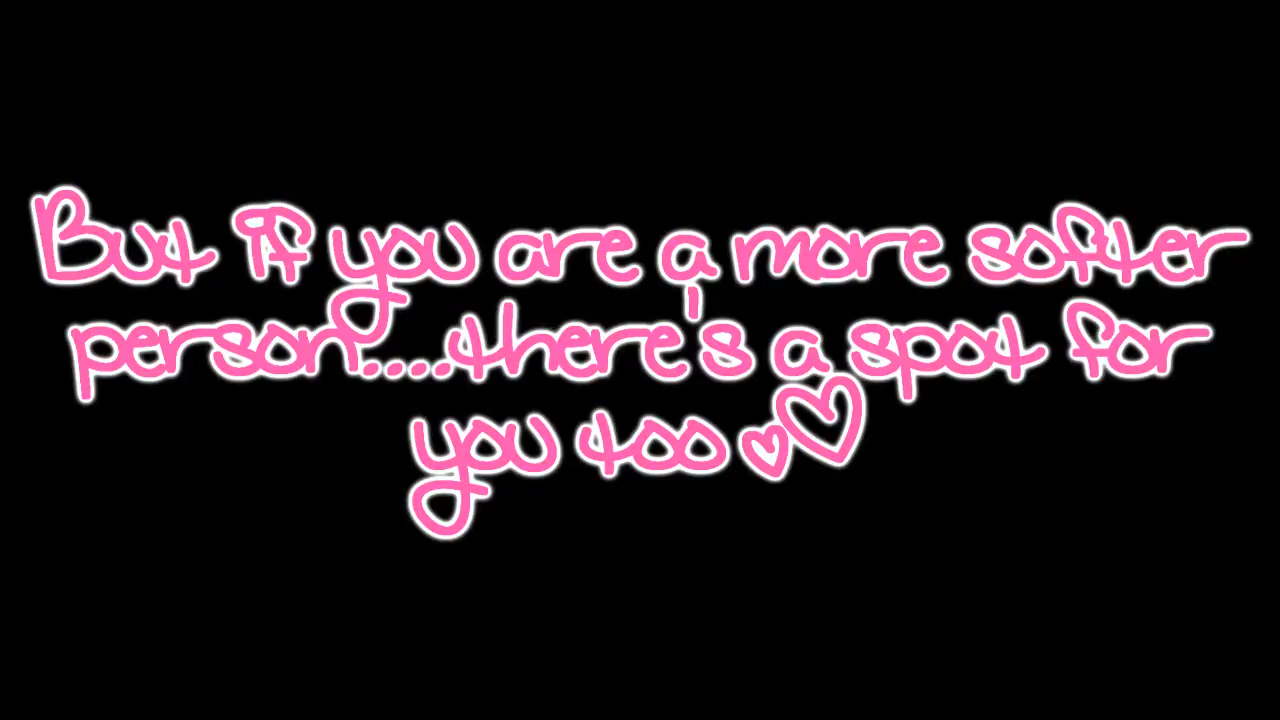 But if you are a more softer
person....there's a spot for
you too